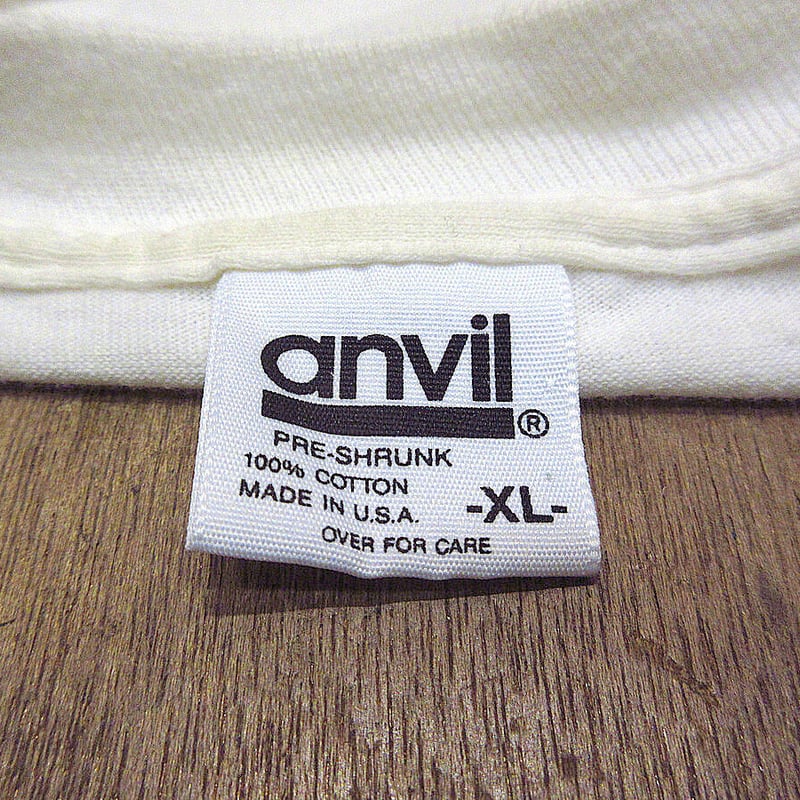 anvil®
PRE-SHRUNK
100% COTTON
MADE IN U.S.A.
-XL-
OVER FOR CARE